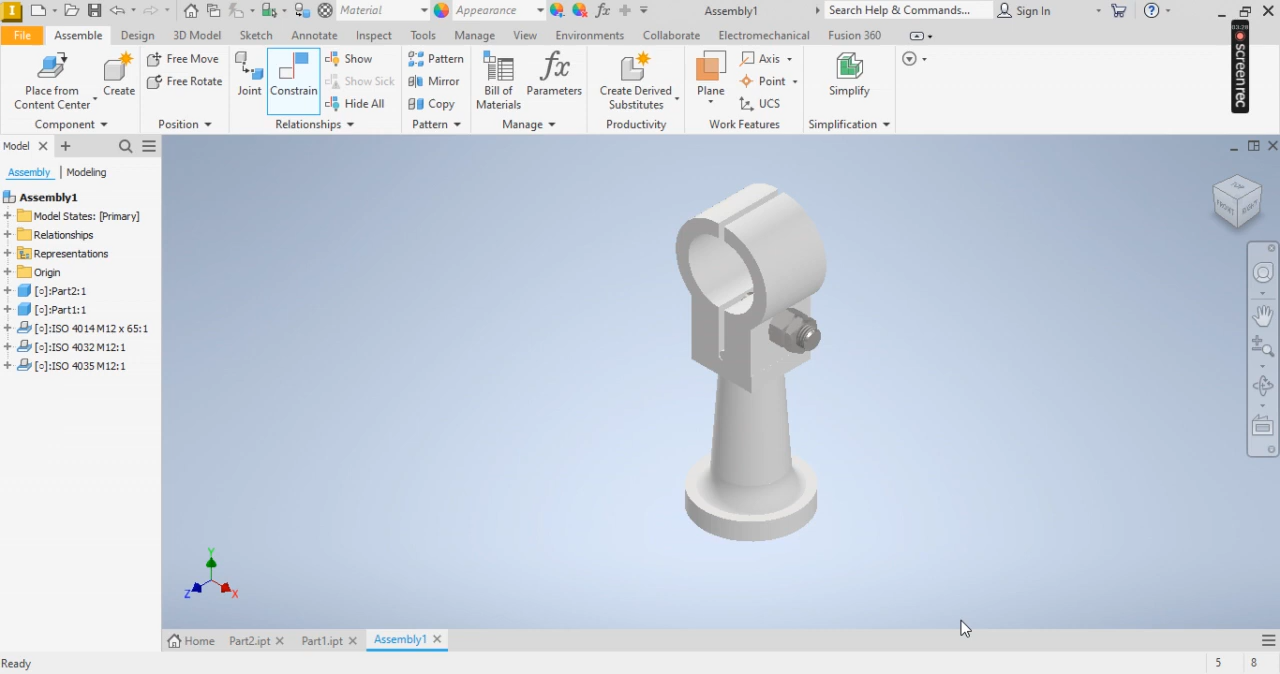 Material
Appearance
fx
Assembly1
Search Help & Commands...
Sign In
File
Assemble
Design
3D Model
Sketch
Annotate
Inspect
Tools
Manage
View
Environments
Collaborate
Electromechanical
Fusion 360
Place from
Content Center
Create
Free Move
Free Rotate
Joint
Constrain
Show
Show Sick
Hide All
Pattern
Mirror
Copy
Bill of
Materials
fx
Parameters
Create Derived
Substitutes
Plane
Axis
Point
UCS
Simplify
Component
Position
Relationships
Pattern
Manage
Productivity
Work Features
Simplification
screenrec
Model
Assembly
Modeling
Assembly1
Model States: [Primary]
Relationships
Representations
Origin
[○]:Part2:1
[○]:Part1:1
[○]:ISO 4014 M12 x 65:1
[○]:ISO 4032 M12:1
[○]:ISO 4035 M12:1
TOP
FRONT
RIGHT
Y
Z
X
Home
Part2.ipt
Part1.ipt
Assembly1
Ready
5
8